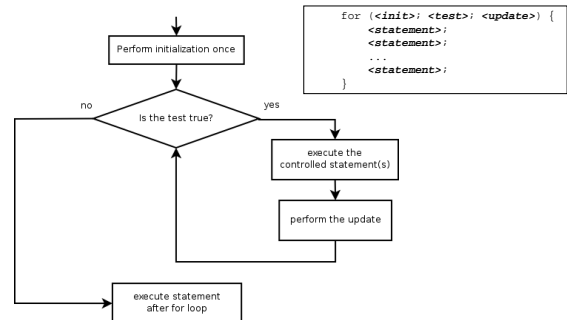 for (<init>; <test>; <update>) {
<statement>;
<statement>;
...
<statement>;
}
Perform initialization once
no
yes
Is the test true?
execute the
controlled statement(s)
perform the update
execute statement
after for loop